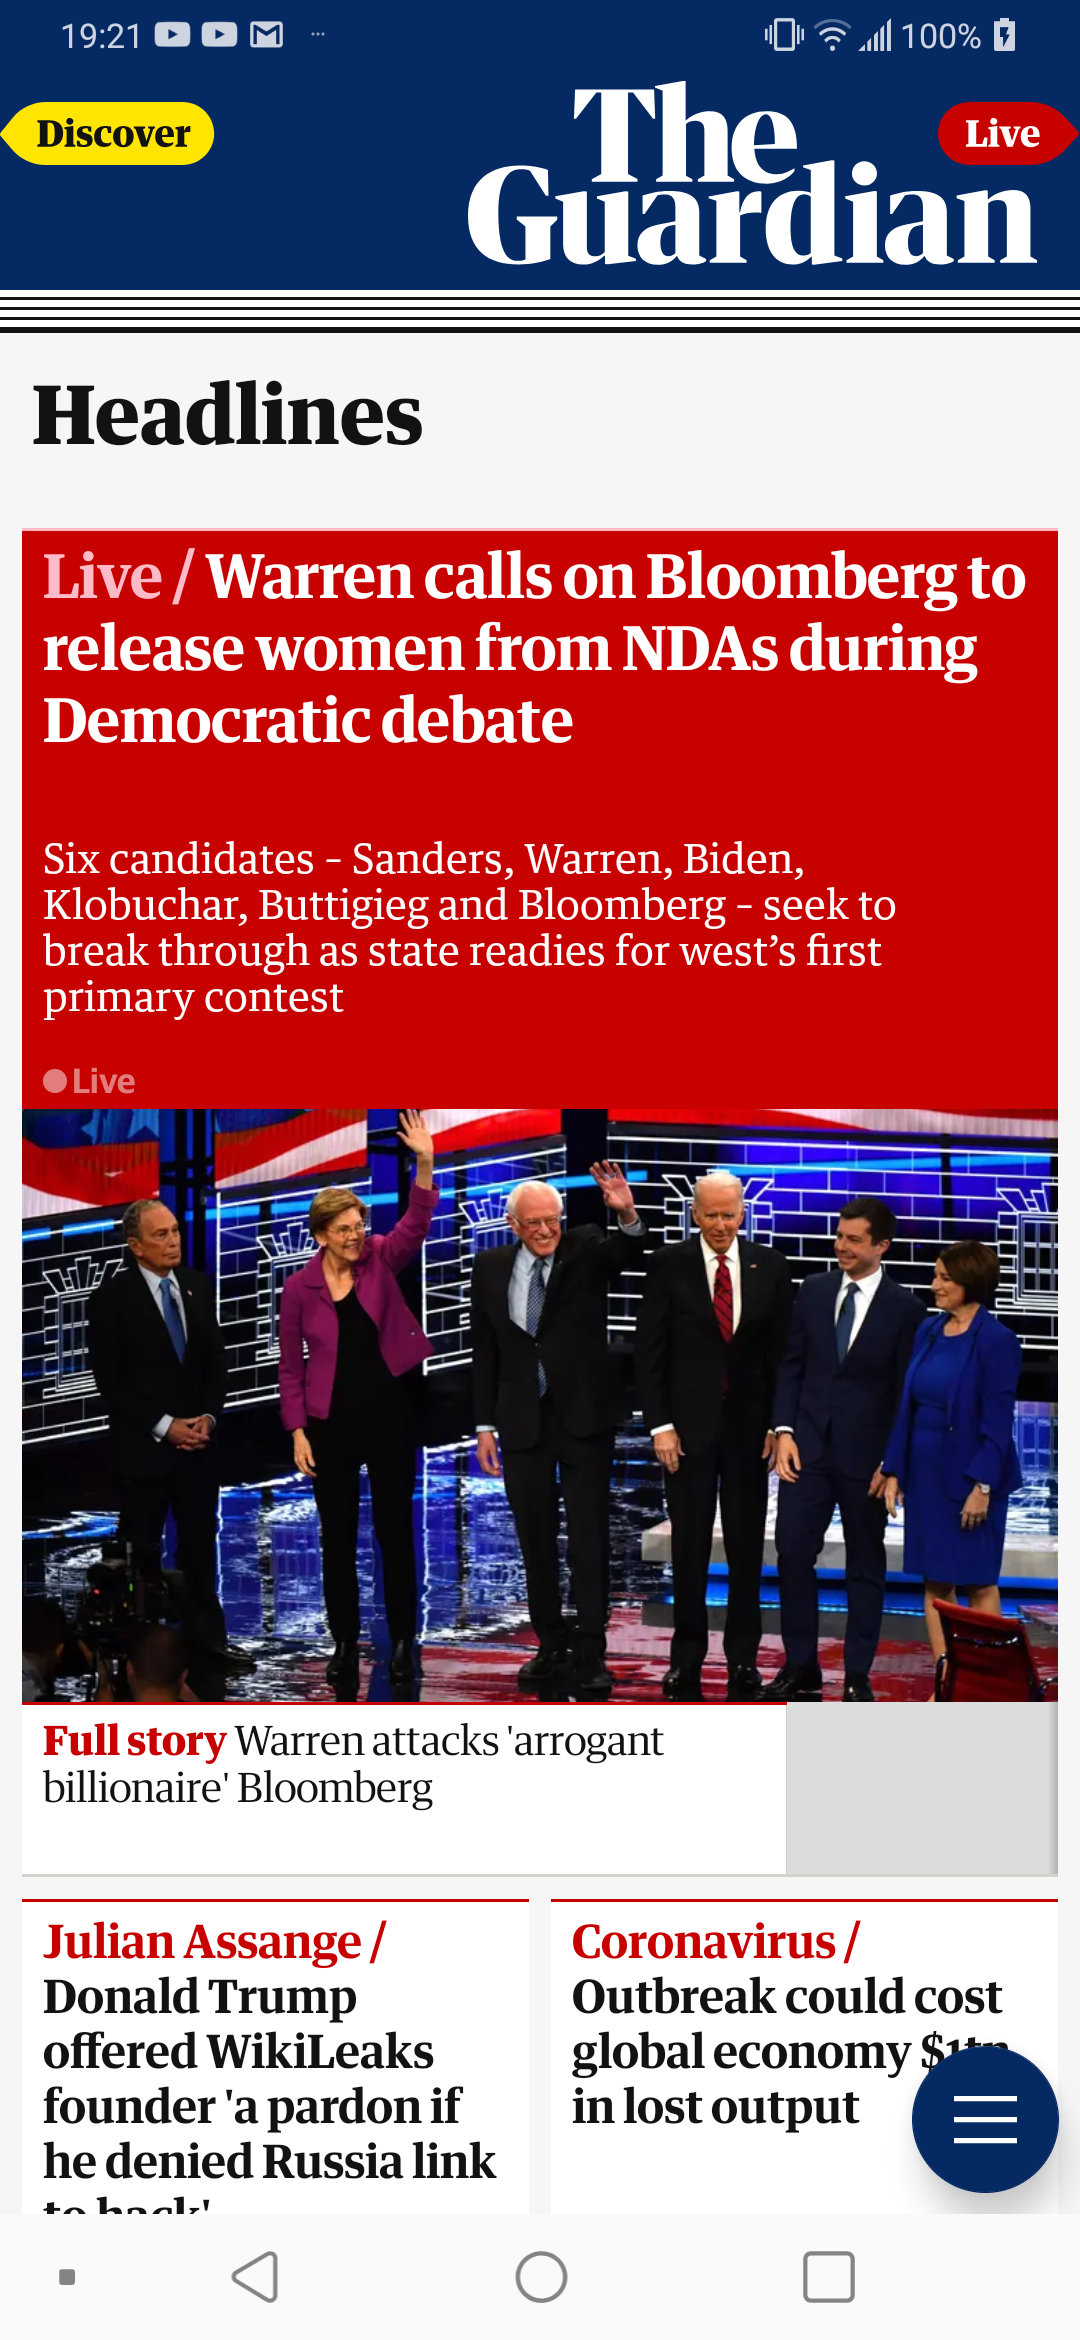 19:21
100%
Discover
The
Guardian
Live
Headlines
Live / Warren calls on Bloomberg to
release women from NDAs during
Democratic debate
Six candidates – Sanders, Warren, Biden,
Klobuchar, Buttigieg and Bloomberg – seek to
break through as state readies for west’s first
primary contest
Live
Full story Warren attacks 'arrogant
billionaire' Bloomberg
Julian Assange /
Donald Trump
offered WikiLeaks
founder 'a pardon if
he denied Russia link
to hack'
Coronavirus /
Outbreak could cost
global economy $1tn
in lost output